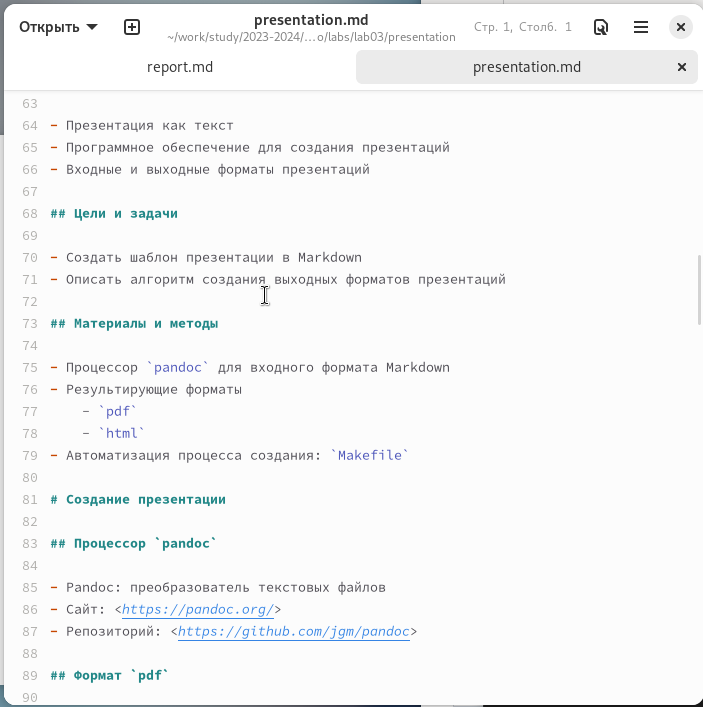 Открыть
presentation.md
~/work/study/2023-2024/…o/labs/lab03/presentation
Стр. 1, Столб. 1
report.md
presentation.md
63
64 - Презентация как текст
65 - Программное обеспечение для создания презентаций
66 - Входные и выходные форматы презентаций
67
68 ## Цели и задачи
69
70 - Создать шаблон презентации в Markdown
71 - Описать алгоритм создания выходных форматов презентаций
72
73 ## Материалы и методы
74
75 - Процессор `pandoc` для входного формата Markdown
76 - Результирующие форматы
77     - `pdf`
78     - `html`
79 - Автоматизация процесса создания: `Makefile`
80
81 # Создание презентации
82
83 ## Процессор `pandoc`
84
85 - Pandoc: преобразователь текстовых файлов
86 - Сайт: <https://pandoc.org/>
87 - Репозиторий: <https://github.com/jgm/pandoc>
88
89 ## Формат `pdf`
90